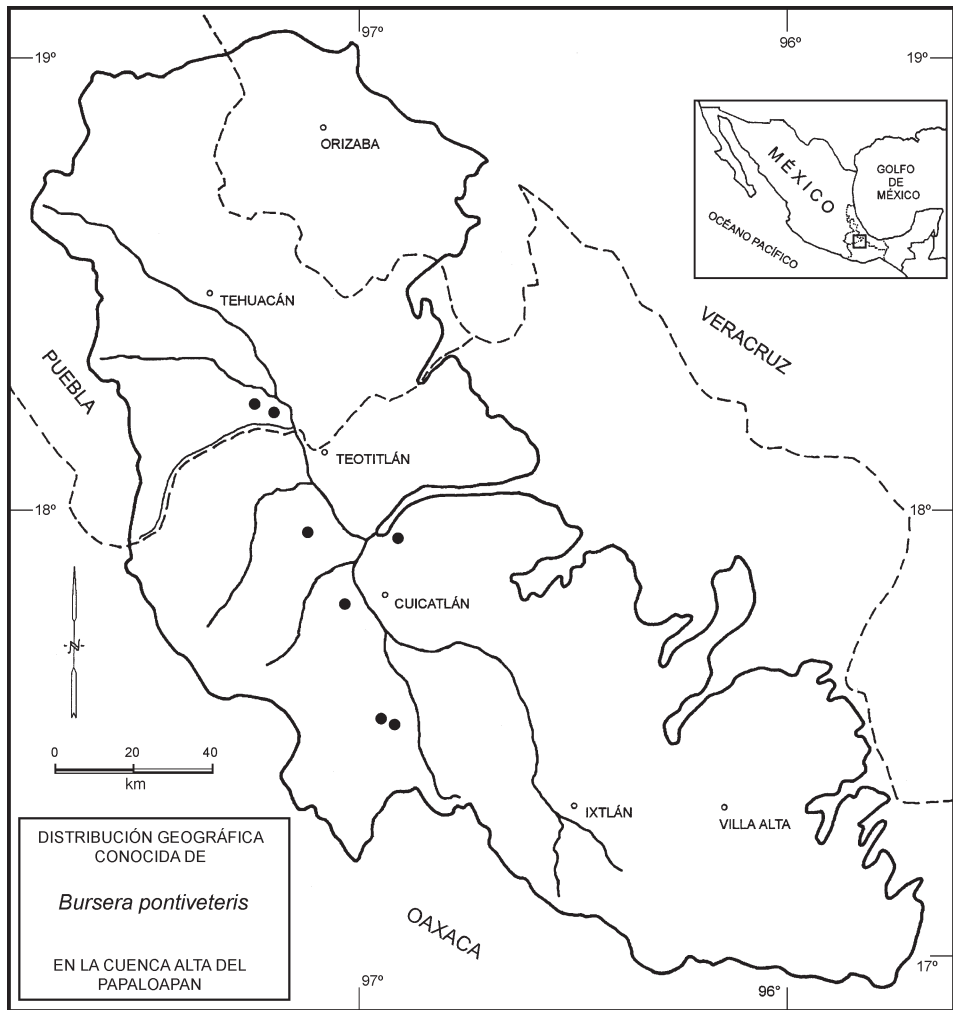 97º
96º
19º
19º
ORIZABA
MÉXICO
GOLFO
DE
MÉXICO
OCÉANO PACÍFICO
TEHUACÁN
VERACRUZ
PUEBLA
TEOTITLÁN
18º
18º
CUICATLÁN
N
0 20 40
km
IXTLÁN
VILLA ALTA
DISTRIBUCIÓN GEOGRÁFICA
CONOCIDA DE
Bursera pontiveteris
EN LA CUENCA ALTA DEL
PAPALOAPAN
OAXACA
17º
97º
96º